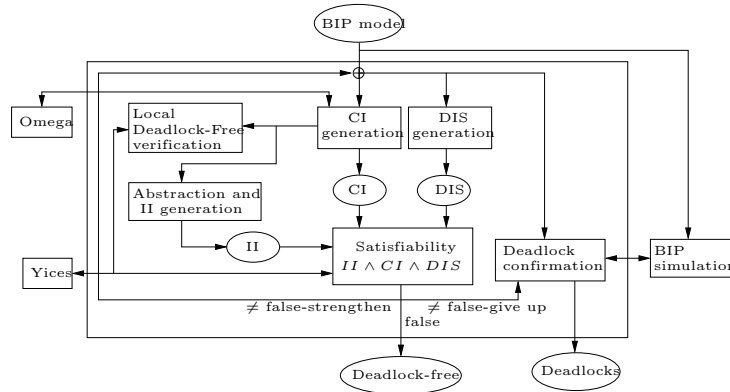 BIP model
Omega
Local
Deadlock-Free
verification
CI
generation
DIS
generation
Abstraction and
II generation
CI
DIS
II
Satisfiability
II ∧ CI ∧ DIS
Deadlock
confirmation
BIP
simulation
Yices
≠ false-strengthen
≠ false-give up
false
Deadlock-free
Deadlocks